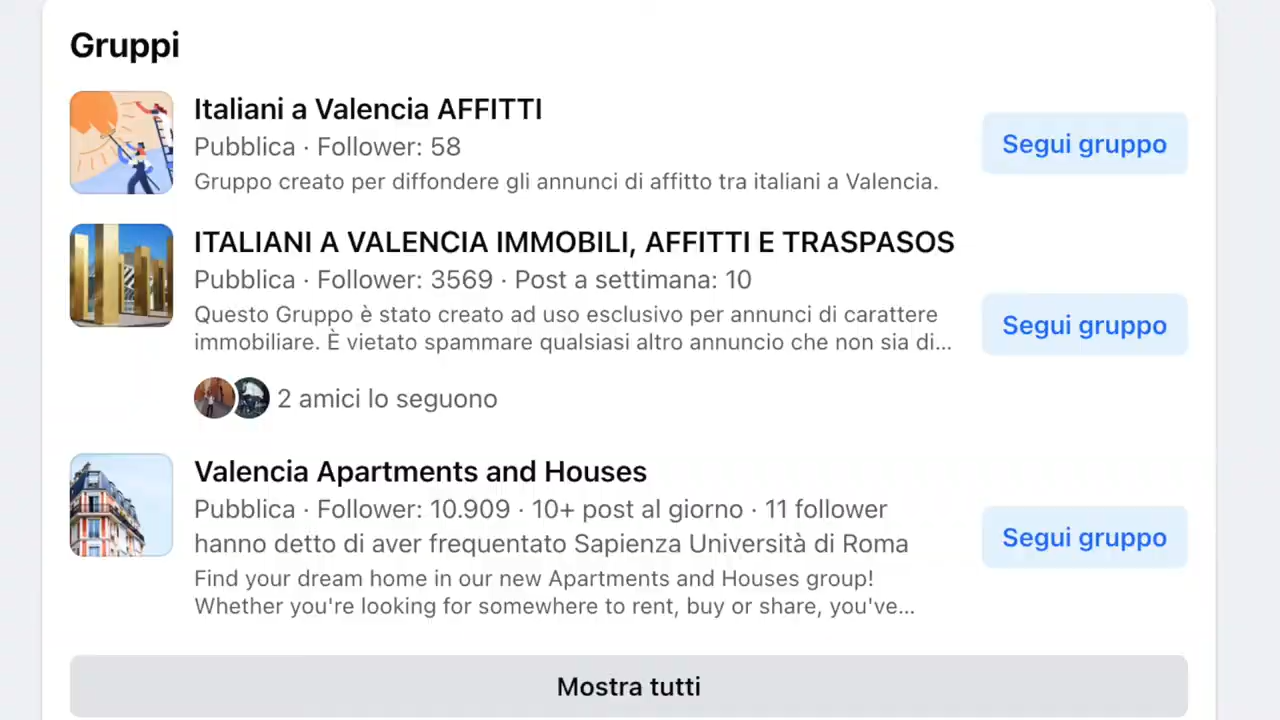 Gruppi
Italiani a Valencia AFFITTI
Pubblica · Follower: 58
Gruppo creato per diffondere gli annunci di affitto tra italiani a Valencia.
Segui gruppo
ITALIANI A VALENCIA IMMOBILI, AFFITTI E TRASPASOS
Pubblica · Follower: 3569 · Post a settimana: 10
Questo Gruppo è stato creato ad uso esclusivo per annunci di carattere
immobiliare. È vietato spammare qualsiasi altro annuncio che non sia di...
Segui gruppo
2 amici lo seguono
Valencia Apartments and Houses
Pubblica · Follower: 10.909 · 10+ post al giorno · 11 follower
hanno detto di aver frequentato Sapienza Università di Roma
Find your dream home in our new Apartments and Houses group!
Whether you're looking for somewhere to rent, buy or share, you've...
Segui gruppo
Mostra tutti